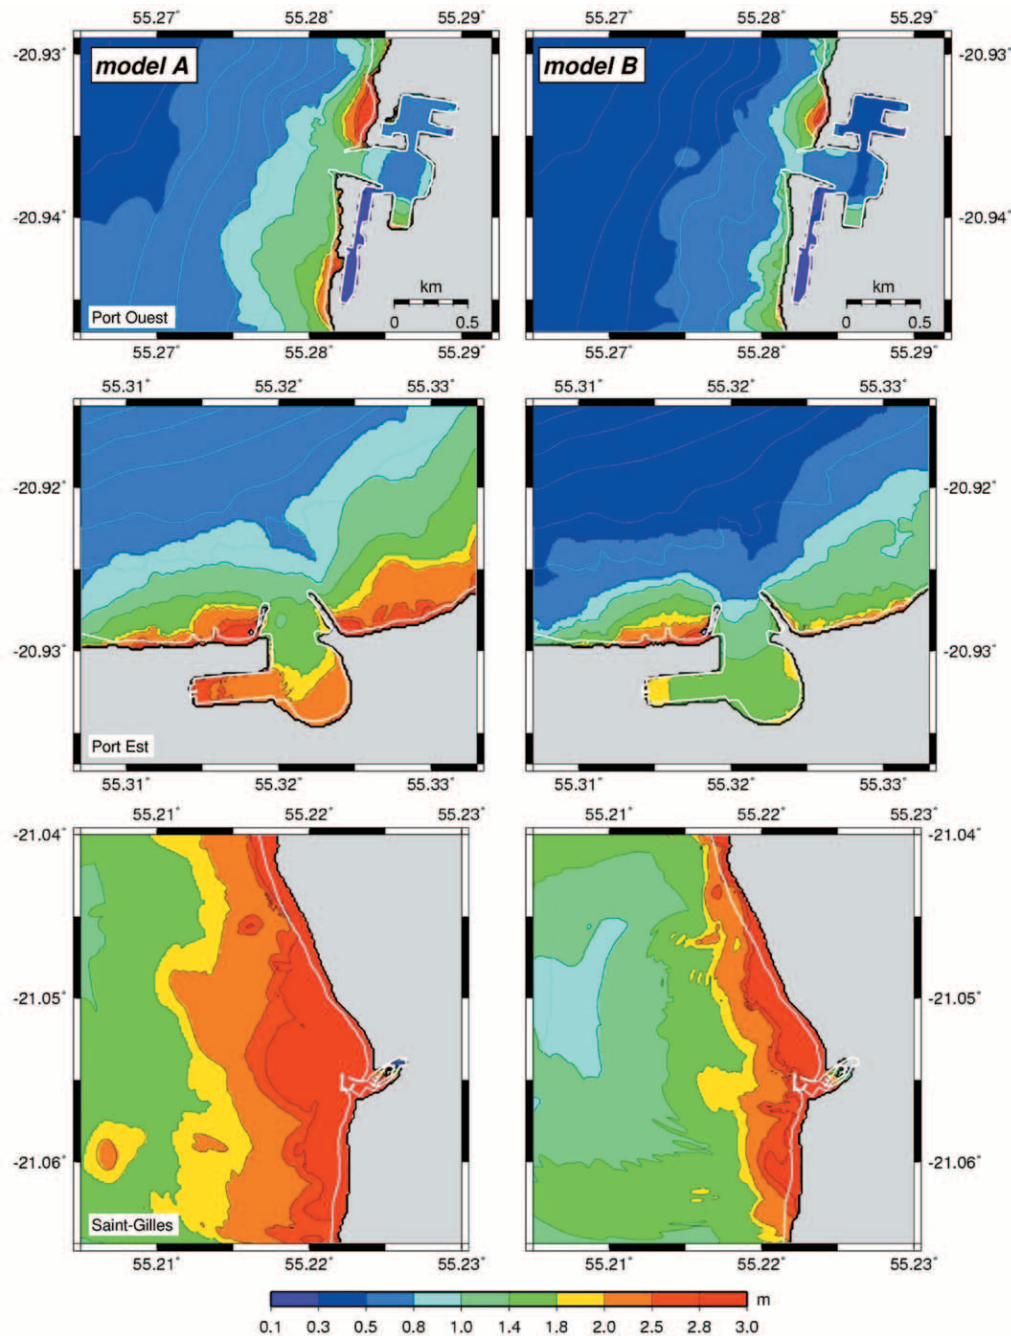 55.27° 55.28° 55.29° 55.27° 55.28° 55.29°
-20.93° model A model B -20.93°
-20.94° -20.94°
km km
Port Ouest 0 0.5 0 0.5
55.27° 55.28° 55.29° 55.27° 55.28° 55.29°
55.31° 55.32° 55.33° 55.31° 55.32° 55.33°
-20.92° -20.92°
-20.93° -20.93°
Port Est
55.31° 55.32° 55.33° 55.31° 55.32° 55.33°
55.21° 55.22° 55.23° 55.21° 55.22° 55.23°
-21.04° -21.04°
-21.05° -21.05°
-21.06° -21.06°
Saint-Gilles
55.21° 55.22° 55.23° 55.21° 55.22° 55.23°
m
0.1 0.3 0.5 0.8 1.0 1.4 1.8 2.0 2.5 2.8 3.0